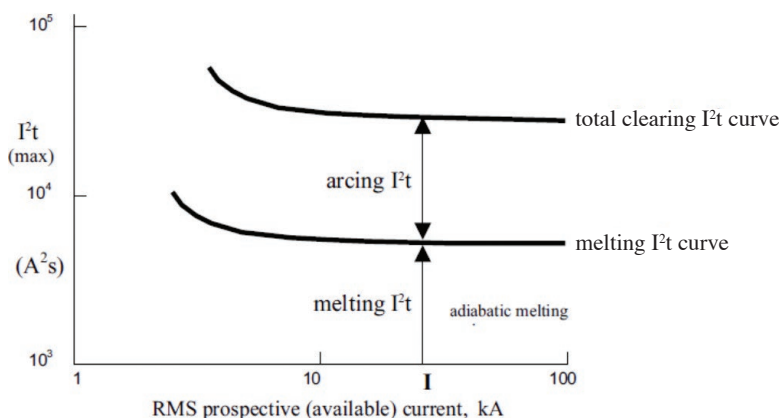 10⁵
total clearing I²t curve
I²t
(max)
arcing I²t
10⁴
melting I²t curve
(A²s)
melting I²t
adiabatic melting
10³
1
10
I
100
RMS prospective (available) current, kA